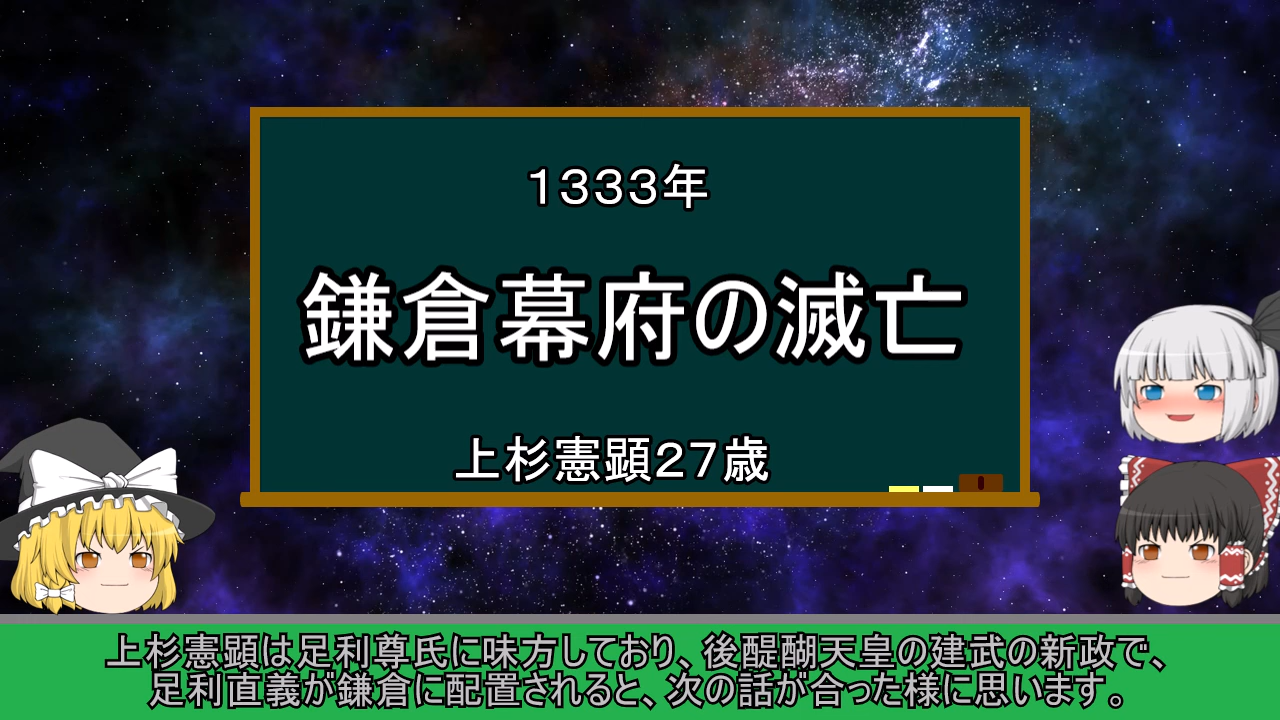 １３３３年
鎌倉幕府の滅亡
上杉憲顕２７歳
上杉憲顕は足利尊氏に味方しており、後醍醐天皇の建武の新政で、
足利直義が鎌倉に配置されると、次の話が合った様に思います。